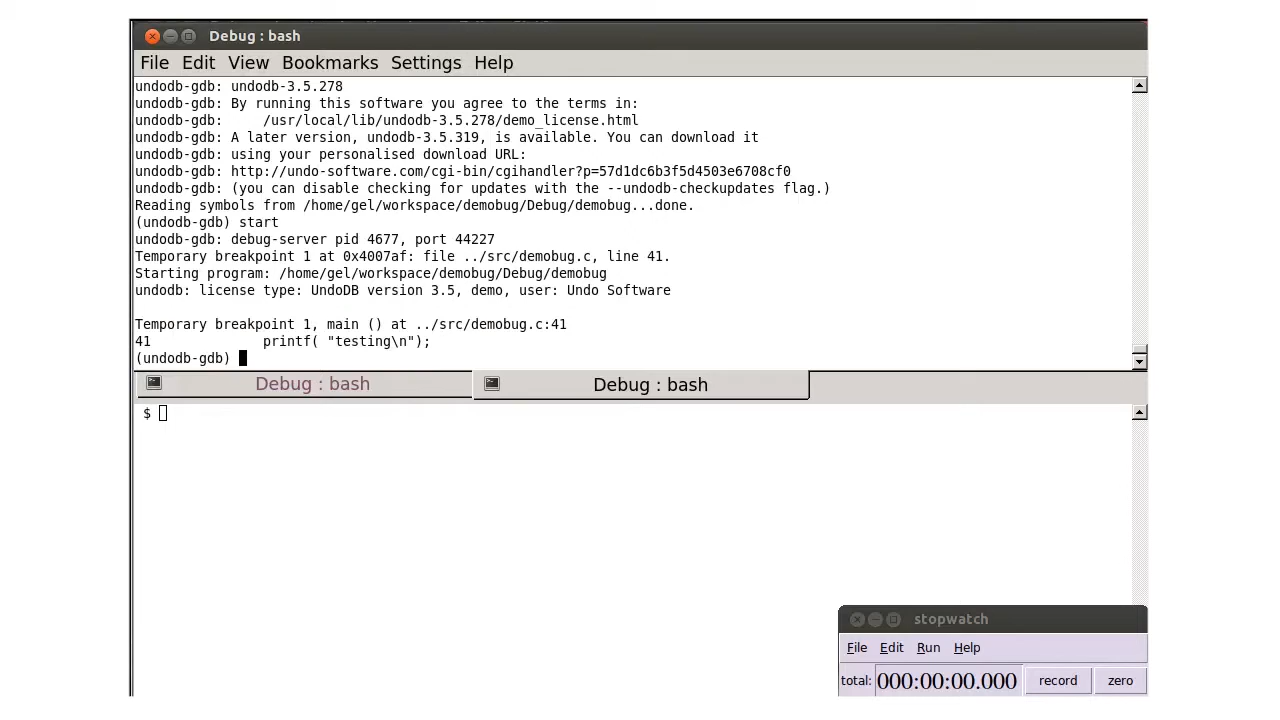 Debug : bash
File Edit View Bookmarks Settings Help
undodb-gdb: undodb-3.5.278
undodb-gdb: By running this software you agree to the terms in:
undodb-gdb:     /usr/local/lib/undodb-3.5.278/demo_license.html
undodb-gdb: A later version, undodb-3.5.319, is available. You can download it
undodb-gdb: using your personalised download URL:
undodb-gdb: http://undo-software.com/cgi-bin/cgihandler?p=57d1dc6b3f5d4503e6708cf0
undodb-gdb: (you can disable checking for updates with the --undodb-checkupdates flag.)
Reading symbols from /home/gel/workspace/demobug/Debug/demobug...done.
(undodb-gdb) start
undodb-gdb: debug-server pid 4677, port 44227
Temporary breakpoint 1 at 0x4007af: file ../src/demobug.c, line 41.
Starting program: /home/gel/workspace/demobug/Debug/demobug
undodb: license type: UndoDB version 3.5, demo, user: Undo Software
Temporary breakpoint 1, main () at ../src/demobug.c:41
41              printf( "testing\n");
(undodb-gdb)
Debug : bash Debug : bash
$
stopwatch
File Edit Run Help
total: 000:00:00.000 record zero